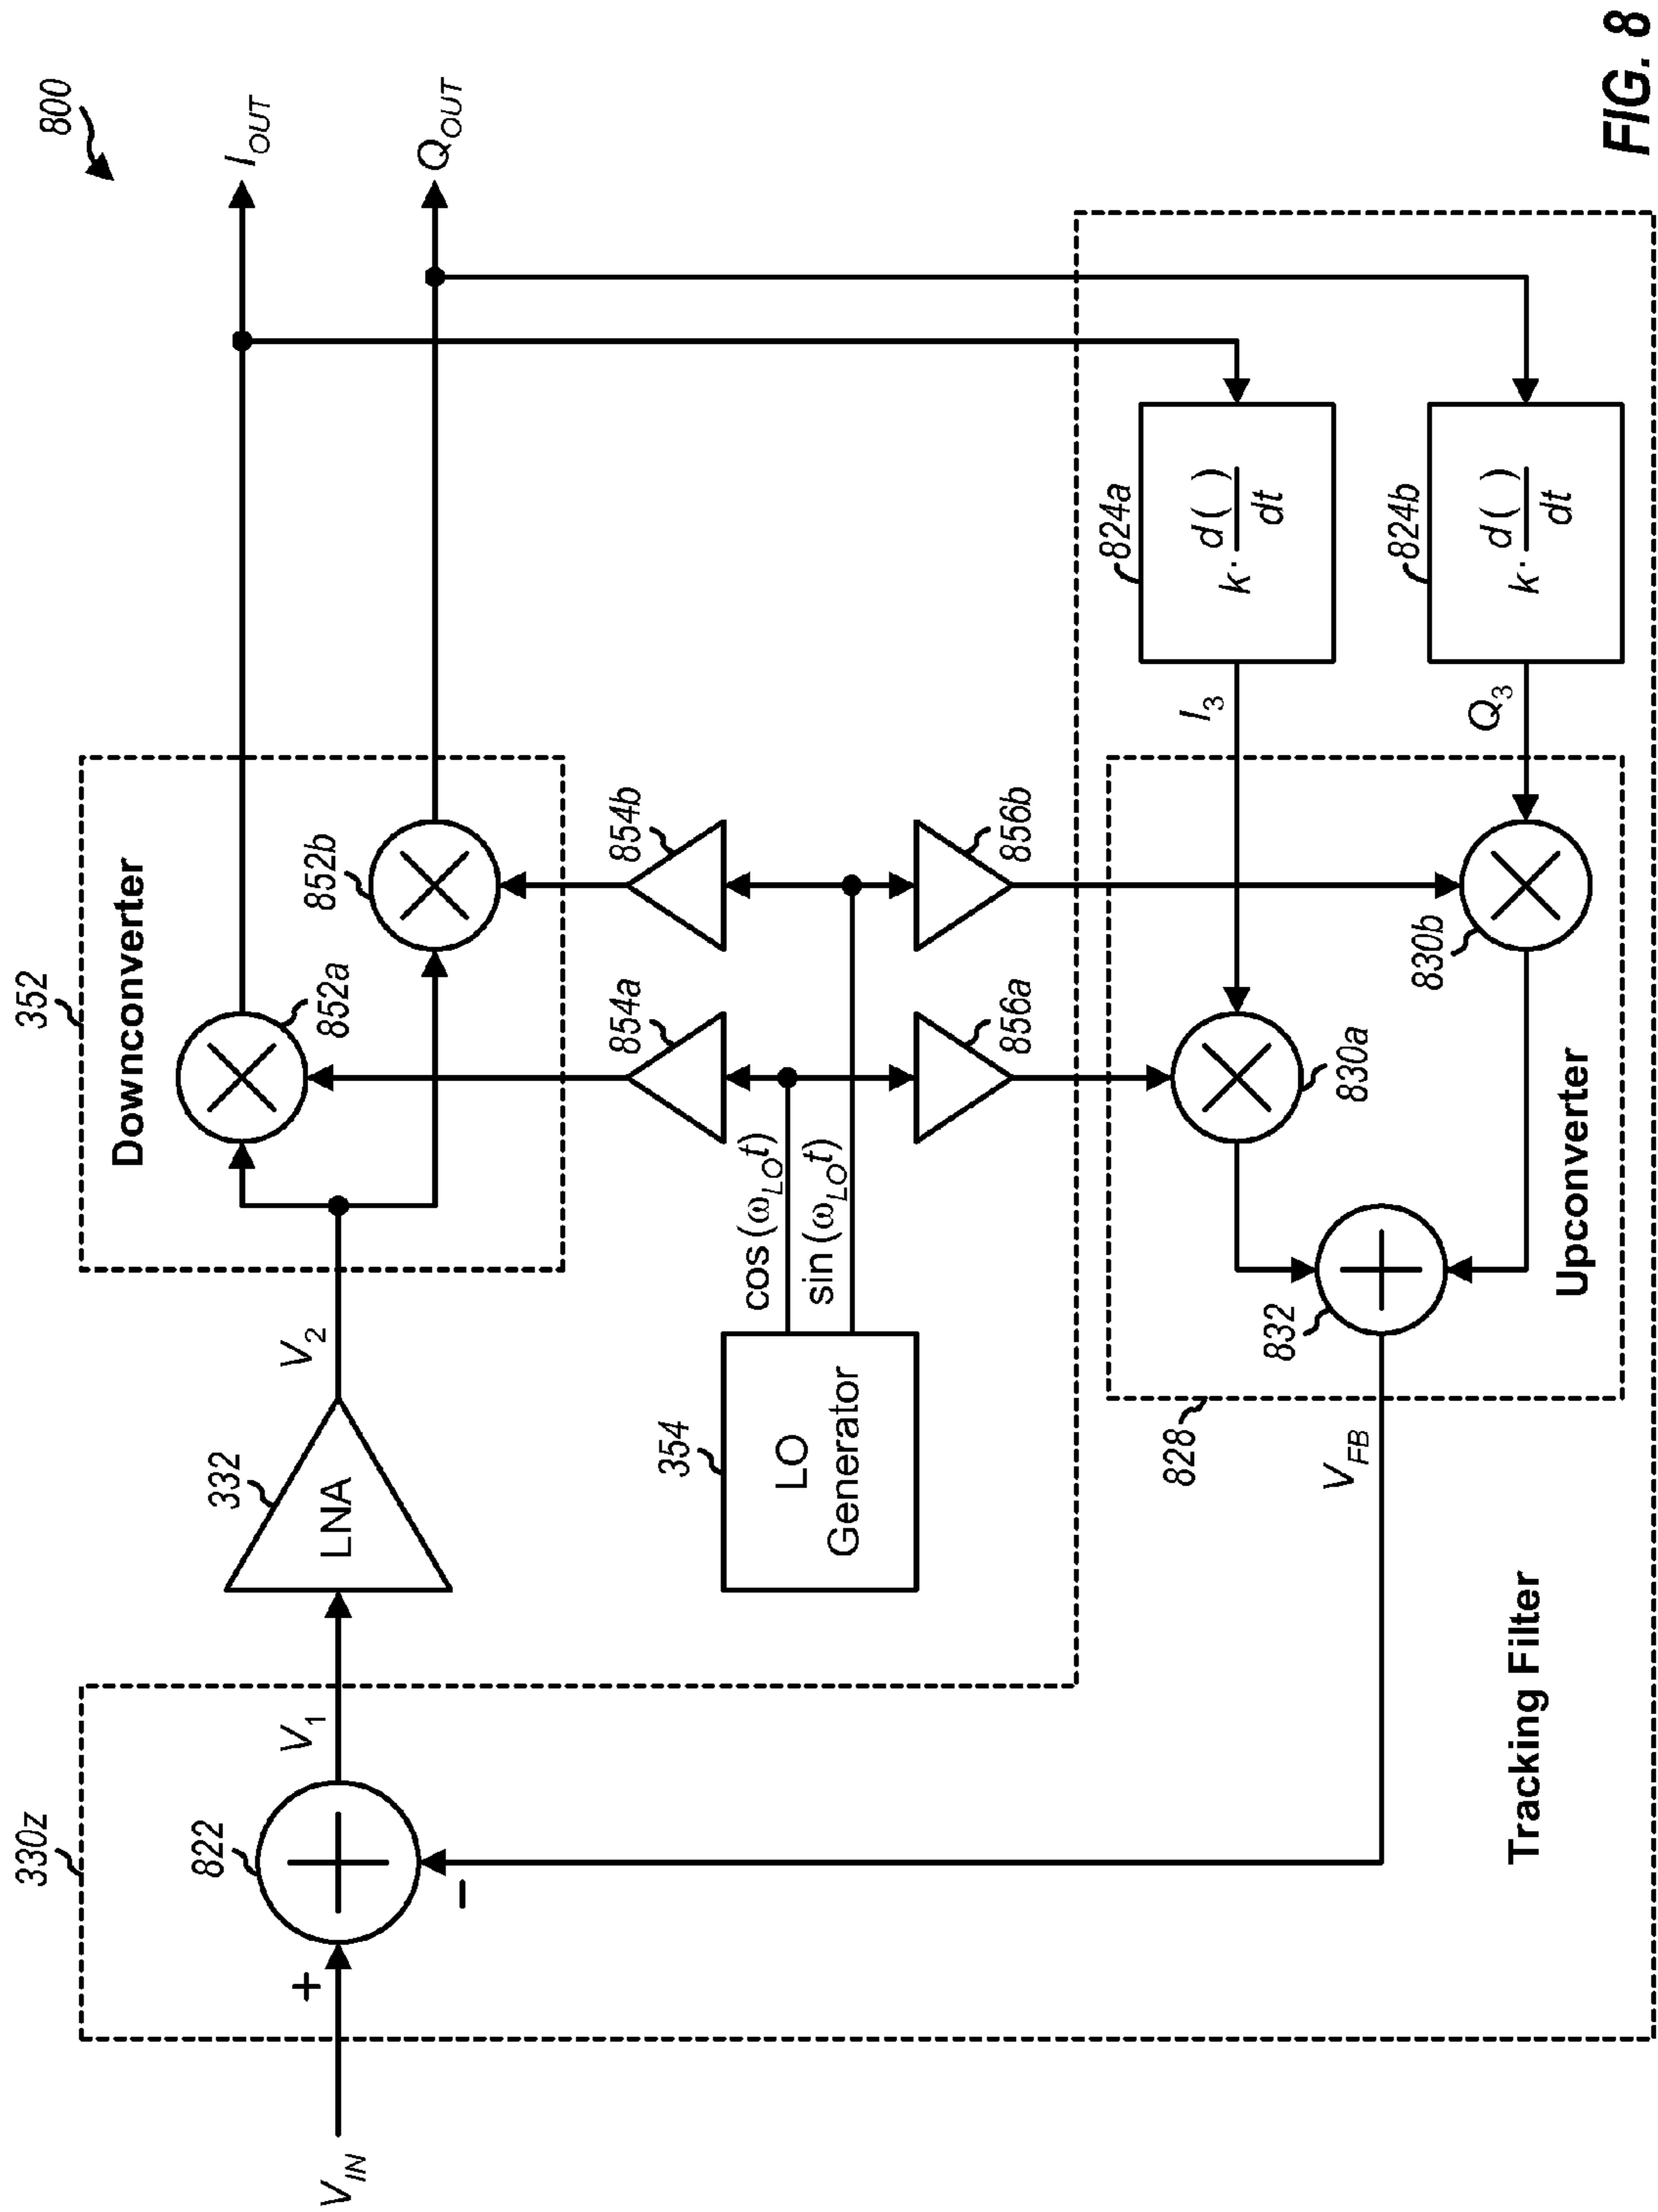 800
330z
352
Downconverter
822
332
852a
852b
I_OUT
V_IN
+
V_1
LNA
V_2
Q_OUT
−
354
LO
Generator
cos(ω_LO t)
sin(ω_LO t)
854a
854b
856a
856b
828
V_FB
832
830a
830b
I_3
Q_3
824a
k · d( )
dt
824b
k · d( )
dt
Upconverter
Tracking Filter
FIG. 8